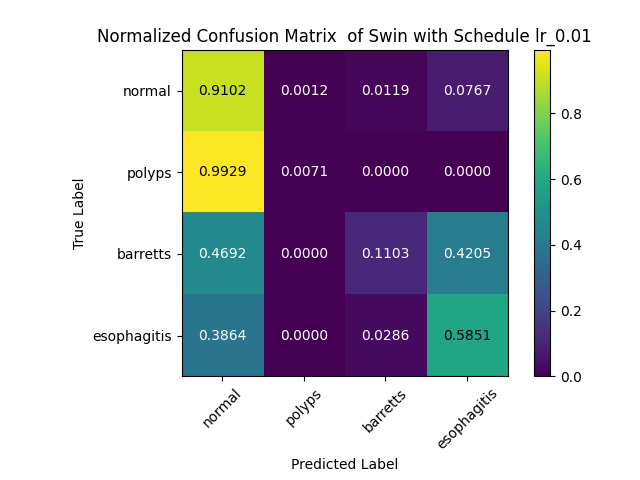 Normalized Confusion Matrix  of Swin with Schedule lr_0.01
normal 0.9102 0.0012 0.0119 0.0767
polyps 0.9929 0.0071 0.0000 0.0000
barretts 0.4692 0.0000 0.1103 0.4205
esophagitis 0.3864 0.0000 0.0286 0.5851
True Label
normal polyps barretts esophagitis
Predicted Label
0.8
0.6
0.4
0.2
0.0